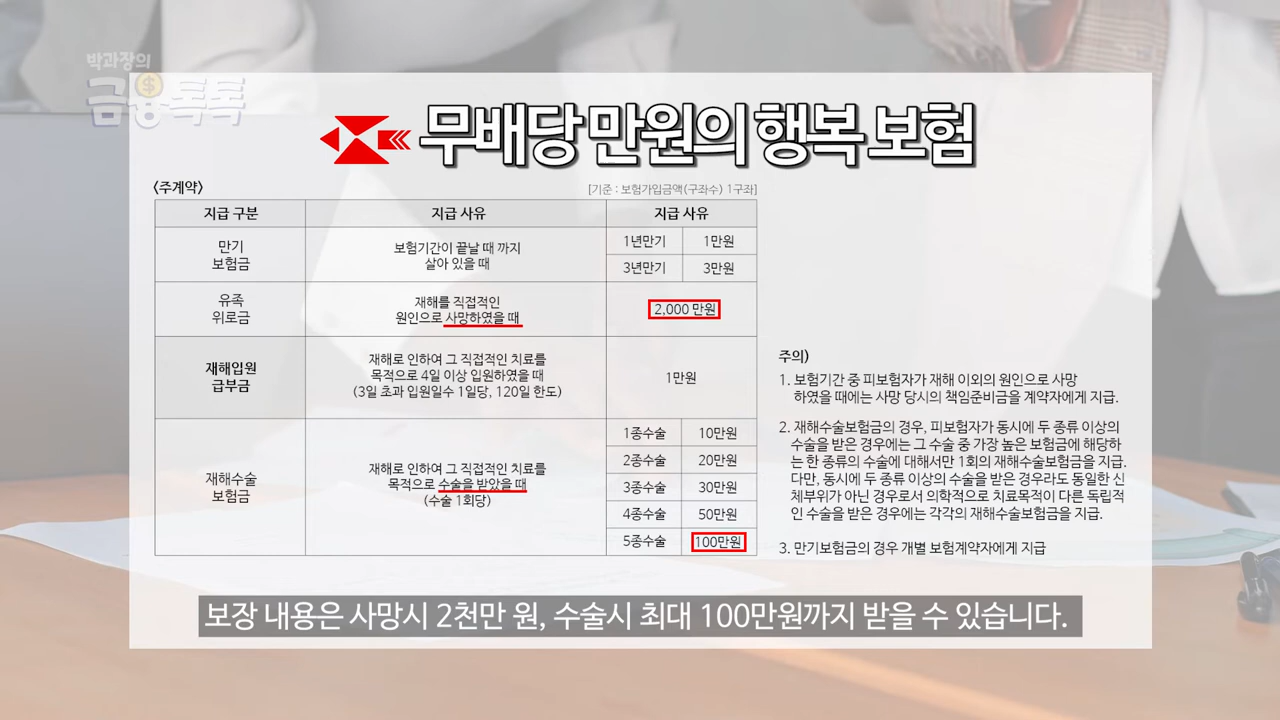 박과장의
금융톡톡
무배당 만원의 행복 보험
<주계약>
[기준 : 보험가입금액(구좌수) 1구좌]
지급 구분
지급 사유
지급 사유
만기
보험금
보험기간이 끝날 때 까지
살아 있을 때
1년만기
1만원
3년만기
3만원
유족
위로금
재해를 직접적인
원인으로 사망하였을 때
2,000 만원
재해입원
급부금
재해로 인하여 그 직접적인 치료를
목적으로 4일 이상 입원하였을 때
(3일 초과 입원일수 1일당, 120일 한도)
1만원
재해수술
보험금
재해로 인하여 그 직접적인 치료를
목적으로 수술을 받았을 때
(수술 1회당)
1종수술
10만원
2종수술
20만원
3종수술
30만원
4종수술
50만원
5종수술
100만원
주의)
1. 보험기간 중 피보험자가 재해 이외의 원인으로 사망
하였을 때에는 사망 당시의 책임준비금을 계약자에게 지급.
2. 재해수술보험금의 경우, 피보험자가 동시에 두 종류 이상의
수술을 받은 경우에는 그 수술 중 가장 높은 보험금에 해당하
는 한 종류의 수술에 대해서만 1회의 재해수술보험금을 지급.
다만, 동시에 두 종류 이상의 수술을 받은 경우라도 동일한 신
체부위가 아닌 경우로서 의학적으로 치료목적이 다른 독립적
인 수술을 받은 경우에는 각각의 재해수술보험금을 지급.
3. 만기보험금의 경우 개별 보험계약자에게 지급
보장 내용은 사망시 2천만 원, 수술시 최대 100만원까지 받을 수 있습니다.